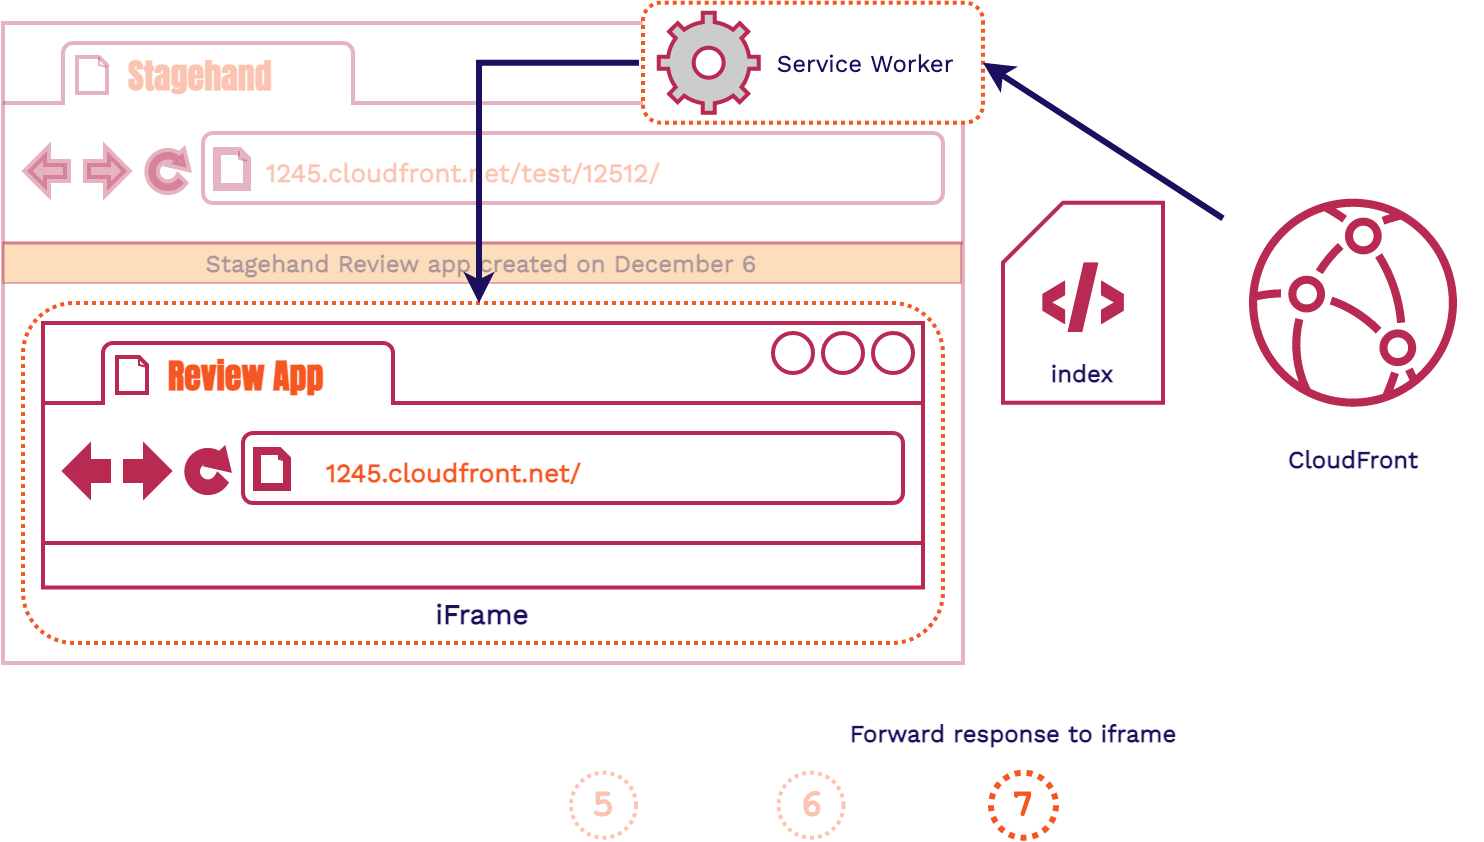 Stagehand
Service Worker
1245.cloudfront.net/test/12512/
Stagehand Review app created on December 6
Review App
1245.cloudfront.net/
iFrame
</>
index
CloudFront
Forward response to iframe
5
6
7